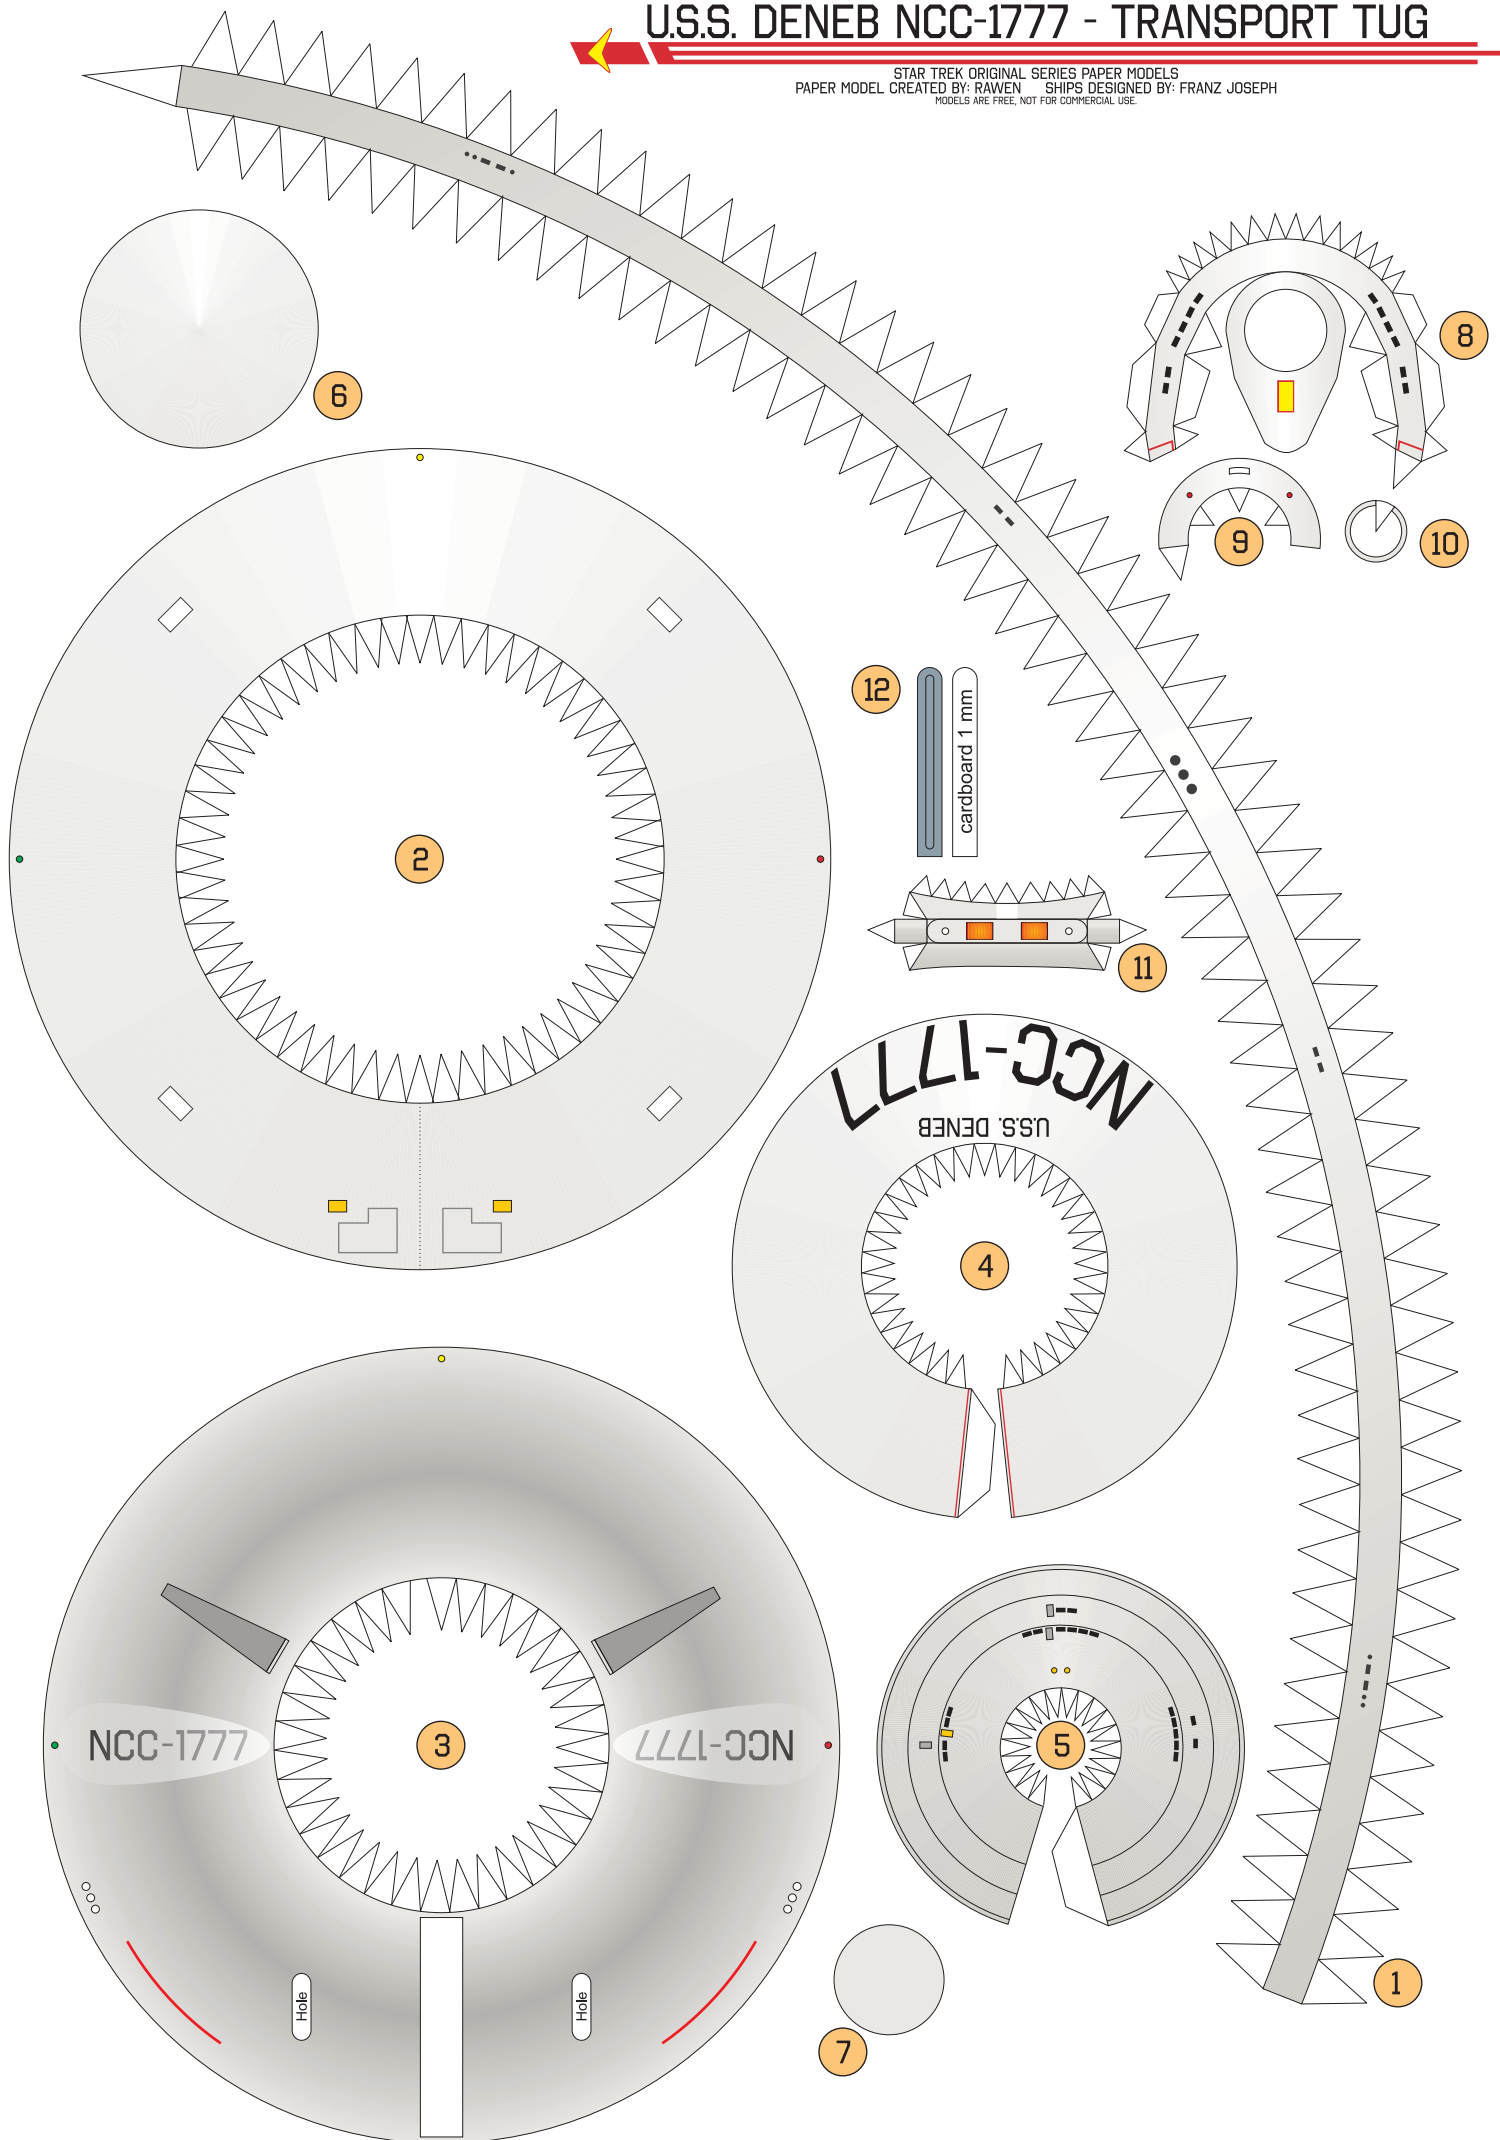 U.S.S. DENEB NCC-1777 - TRANSPORT TUG
STAR TREK ORIGINAL SERIES PAPER MODELS
PAPER MODEL CREATED BY: RAWEN SHIPS DESIGNED BY: FRANZ JOSEPH
MODELS ARE FREE, NOT FOR COMMERCIAL USE.
8
6
9
10
12
cardboard 1 mm
2
11
NCC-1777
U.S.S. DENEB
4
NCC-1777
3
NCC-1777
5
1
Hole
Hole
7